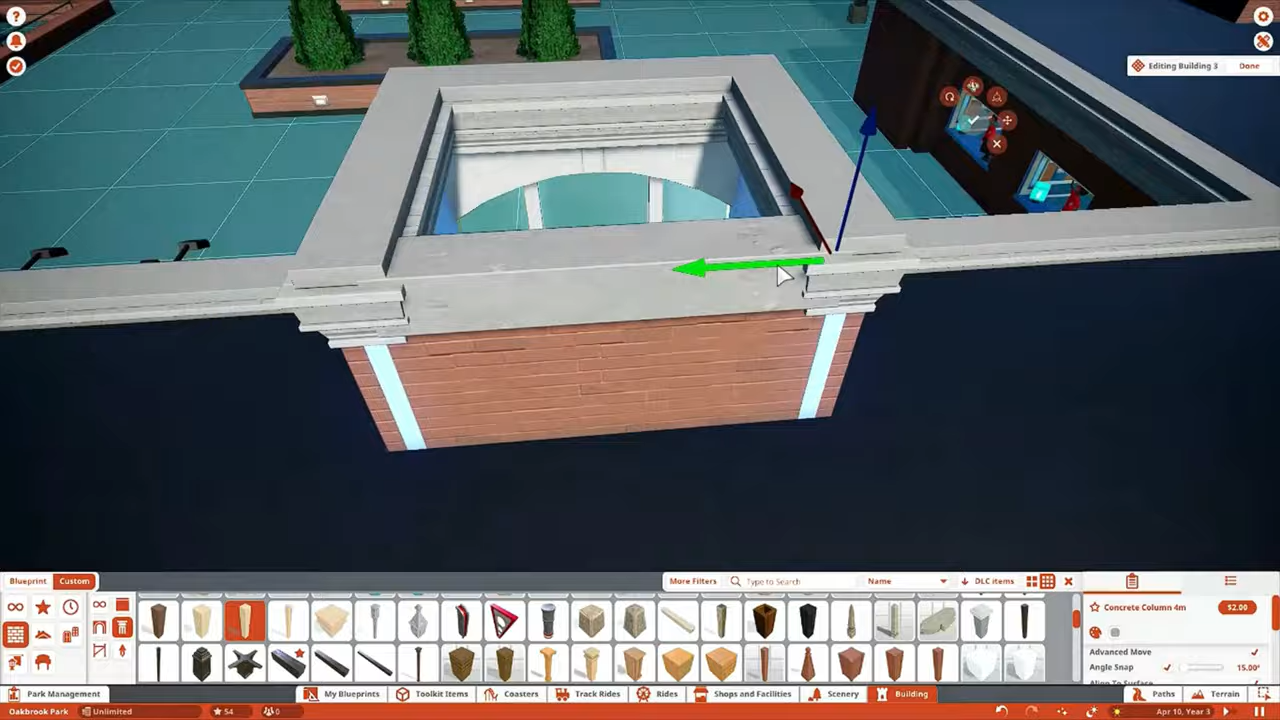 Editing Building 3 Done
Blueprint Custom More Filters Type to Search Name DLC items
Concrete Column 4m $2.00
Advanced Move
Angle Snap 15.00°
Park Management My Blueprints Toolkit Items Coasters Track Rides Rides Shops and Facilities Scenery Building Paths Terrain
Oakbrook Park Unlimited 54 0 Apr 10, Year 3